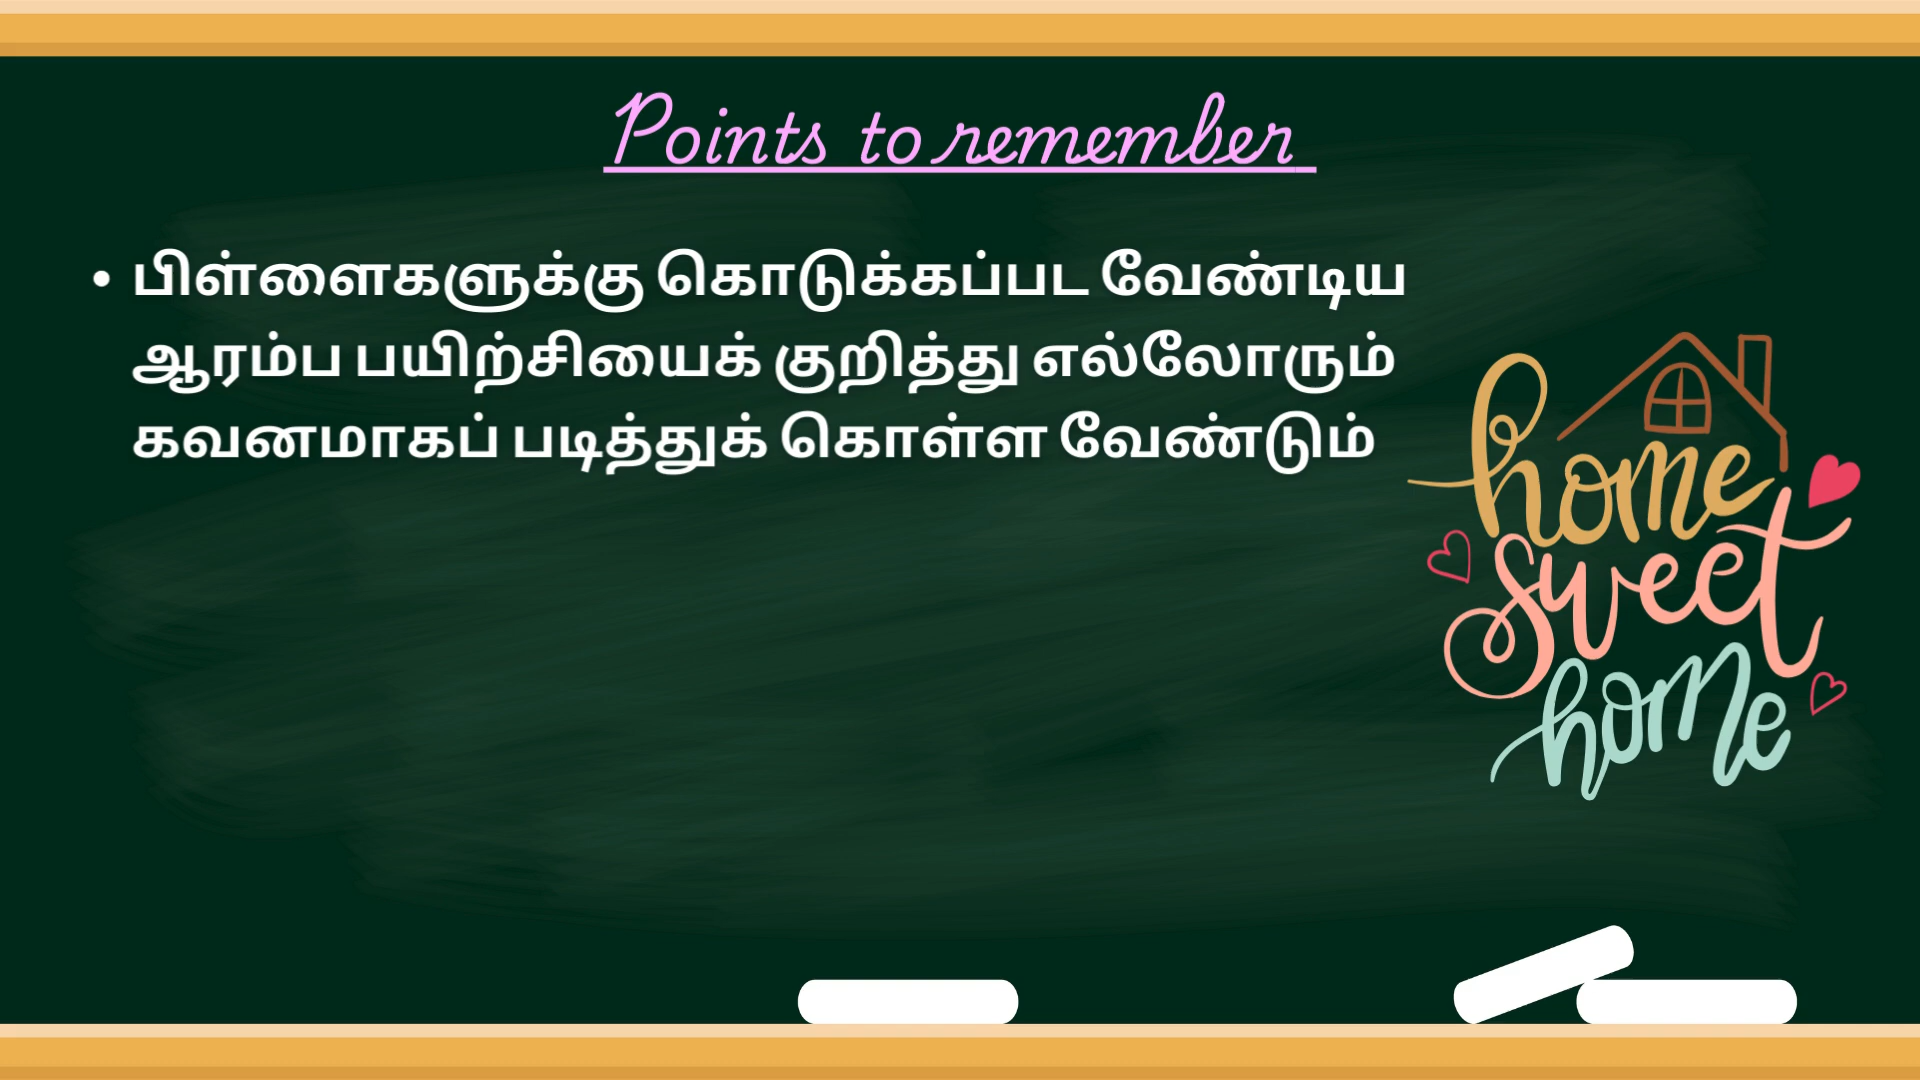 Points to remember
• பிள்ளைகளுக்கு கொடுக்கப்பட வேண்டிய
ஆரம்ப பயிற்சியைக் குறித்து எல்லோரும்
கவனமாகப் படித்துக் கொள்ள வேண்டும்
home
sweet
home